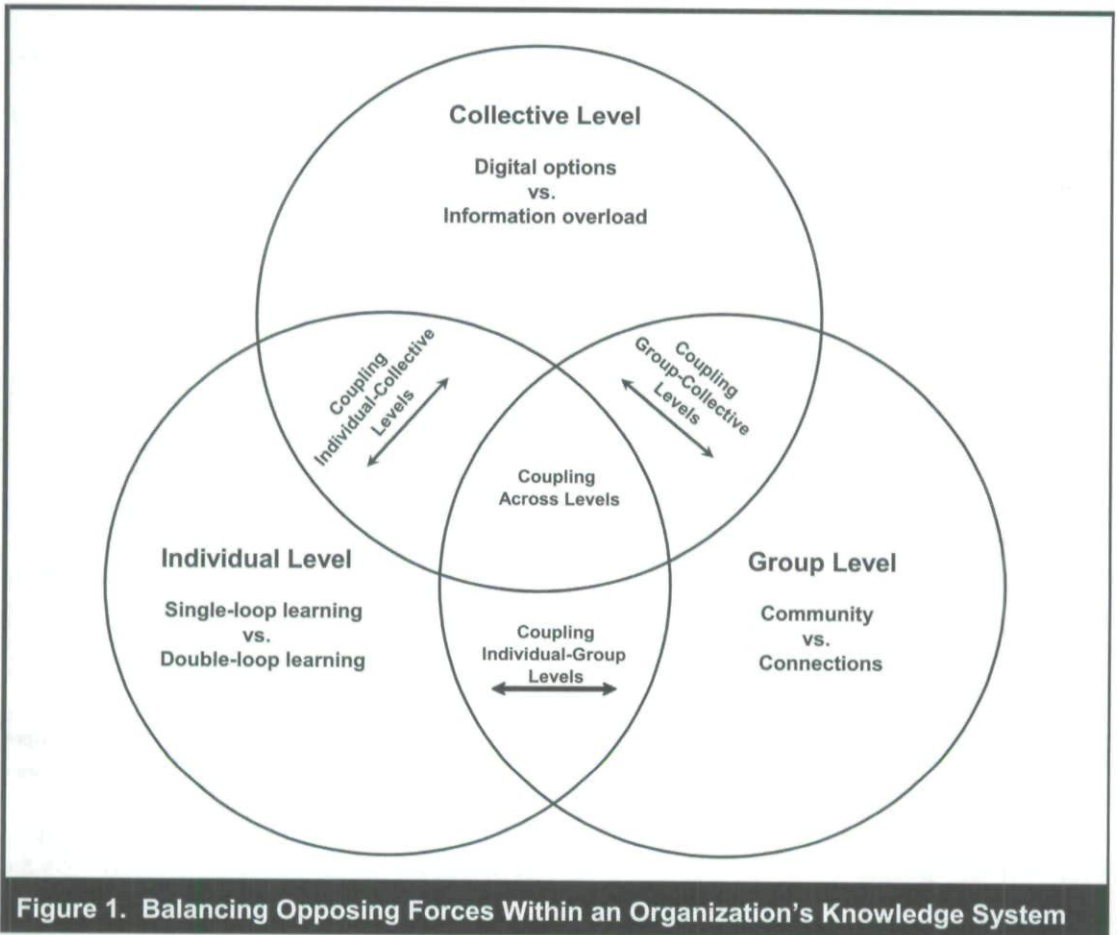 Collective Level
Digital options
vs.
Information overload
Coupling
Individual-Collective
Levels
Coupling
Group-Collective
Levels
Coupling
Across Levels
Individual Level
Single-loop learning
vs.
Double-loop learning
Group Level
Community
vs.
Connections
Coupling
Individual-Group
Levels
Figure 1. Balancing Opposing Forces Within an Organization's Knowledge System